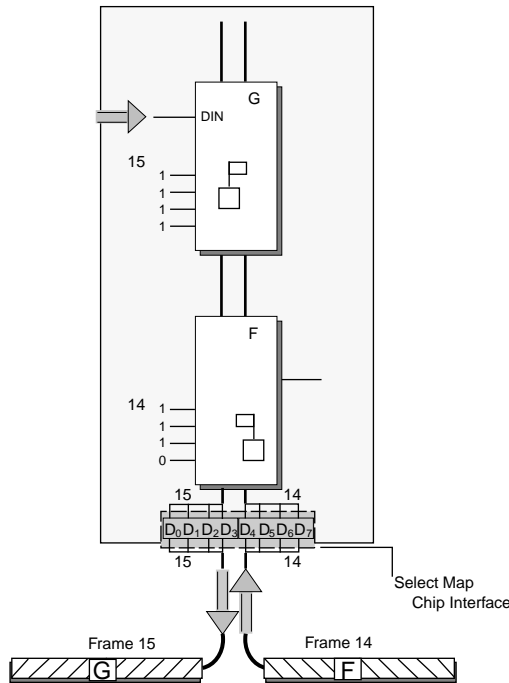 G
DIN
15
1
1
1
1
F
14
1
1
1
0
15 14
D0 D1 D2 D3 D4 D5 D6 D7
15 14
Select Map
Chip Interface
Frame 15 Frame 14
G F